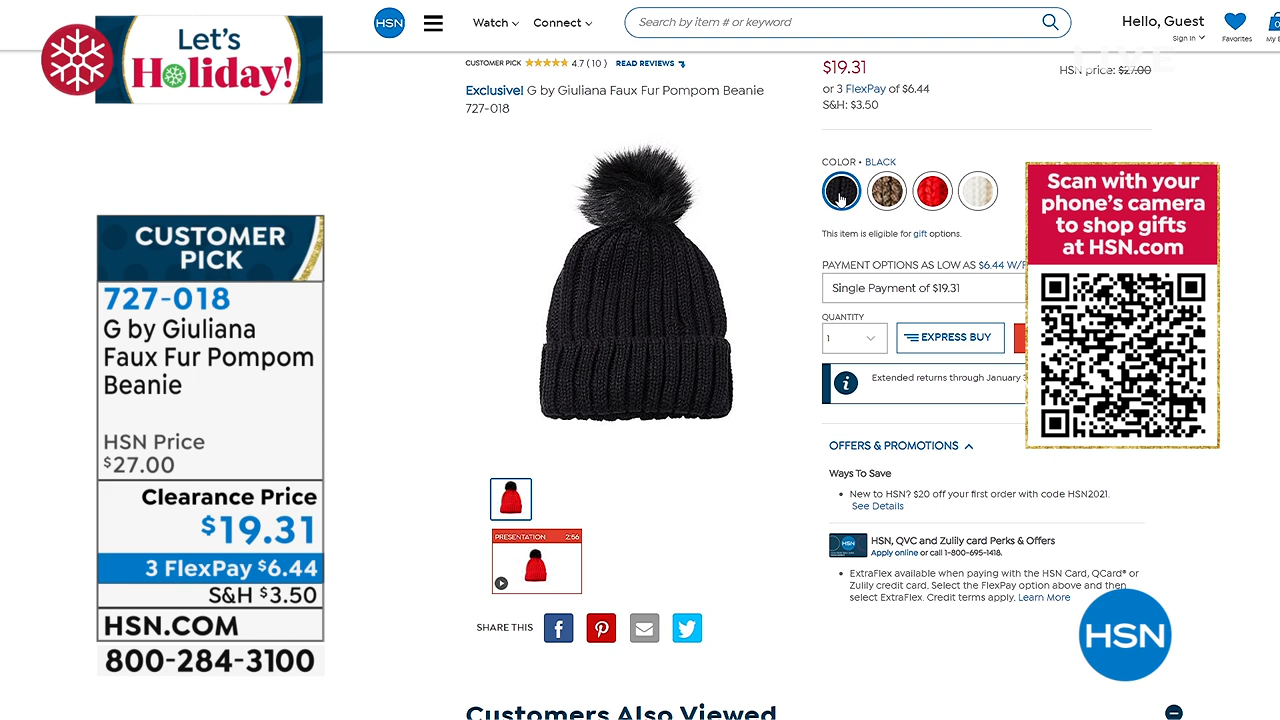 Let's
Holiday!
HSN
Watch
Connect
Search by item # or keyword
Hello, Guest
Sign In
Favorites
CUSTOMER PICK
4.7 (10)
READ REVIEWS
Exclusive! G by Giuliana Faux Fur Pompom Beanie
727-018
$19.31
HSN price: $27.00
or 3 FlexPay of $6.44
S&H: $3.50
LIVE
COLOR • BLACK
This item is eligible for gift options.
PAYMENT OPTIONS AS LOW AS $6.44 W/F
Single Payment of $19.31
QUANTITY
1
EXPRESS BUY
Extended returns through January 3
OFFERS & PROMOTIONS
Ways To Save
• New to HSN? $20 off your first order with code HSN2021.
See Details
HSN
HSN, QVC and Zulily card Perks & Offers
Apply online or call 1-800-695-1418.
• ExtraFlex available when paying with the HSN Card, QCard® or
Zulily credit card. Select the FlexPay option above and then
select ExtraFlex. Credit terms apply. Learn More
Scan with your
phone's camera
to shop gifts
at HSN.com
CUSTOMER
PICK
727-018
G by Giuliana
Faux Fur Pompom
Beanie
HSN Price
$27.00
Clearance Price
$19.31
3 FlexPay $6.44
S&H $3.50
HSN.COM
800-284-3100
PRESENTATION 2:56
SHARE THIS
HSN
Customers Also Viewed